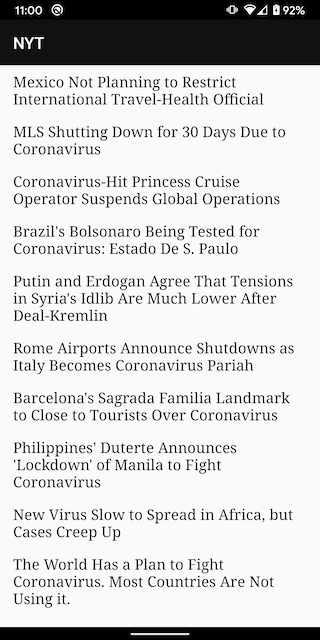 11:00
92%
NYT
Mexico Not Planning to Restrict
International Travel-Health Official
MLS Shutting Down for 30 Days Due to
Coronavirus
Coronavirus-Hit Princess Cruise
Operator Suspends Global Operations
Brazil's Bolsonaro Being Tested for
Coronavirus: Estado De S. Paulo
Putin and Erdogan Agree That Tensions
in Syria's Idlib Are Much Lower After
Deal-Kremlin
Rome Airports Announce Shutdowns as
Italy Becomes Coronavirus Pariah
Barcelona's Sagrada Familia Landmark
to Close to Tourists Over Coronavirus
Philippines' Duterte Announces
'Lockdown' of Manila to Fight
Coronavirus
New Virus Slow to Spread in Africa, but
Cases Creep Up
The World Has a Plan to Fight
Coronavirus. Most Countries Are Not
Using it.